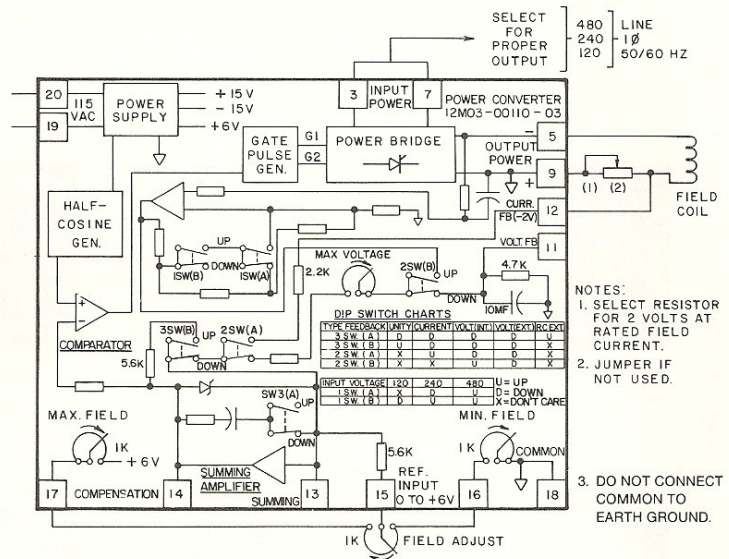 SELECT
FOR
PROPER
OUTPUT
480
240
120
LINE
1Ø
50/60 HZ
20
115
VAC
19
POWER
SUPPLY
+15V
-15V
+6V
3
INPUT
POWER
7
POWER CONVERTER
12M03-00110-03
GATE
PULSE
GEN.
G1
G2
POWER BRIDGE
-
5
OUTPUT
POWER
9
+
CURR.
FB(-2V)
12
VOLT. FB
11
(1)
(2)
FIELD
COIL
HALF-
COSINE
GEN.
UP
DOWN
1SW(B)
1SW(A)
2.2K
MAX VOLTAGE
2SW(B)
UP
DOWN
4.7K
10MF
+
-
COMPARATOR
3SW(B)
UP
2SW(A)
DOWN
5.6K
DIP SWITCH CHARTS
TYPE FEEDBACK UNITY CURRENT VOLT(INT.) VOLT(EXT.) RC EXT.
3 SW. (A) D D D D U
3 SW. (B) U D D D X
2 SW. (A) X U D D X
2 SW. (B) X X U D X
INPUT VOLTAGE 120 240 480
1 SW. (A) X D U
1 SW. (B) D U U
U = UP
D = DOWN
X = DON'T CARE
NOTES:
1. SELECT RESISTOR
FOR 2 VOLTS AT
RATED FIELD
CURRENT.
2. JUMPER IF
NOT USED.
3. DO NOT CONNECT
COMMON TO
EARTH GROUND.
SW3(A)
UP
DOWN
MAX. FIELD
1K
+6V
SUMMING
AMPLIFIER
5.6K
REF.
INPUT
0 TO +6V
MIN. FIELD
1K
COMMON
17
COMPENSATION
14
SUMMING
13
15
16
18
1K
FIELD ADJUST